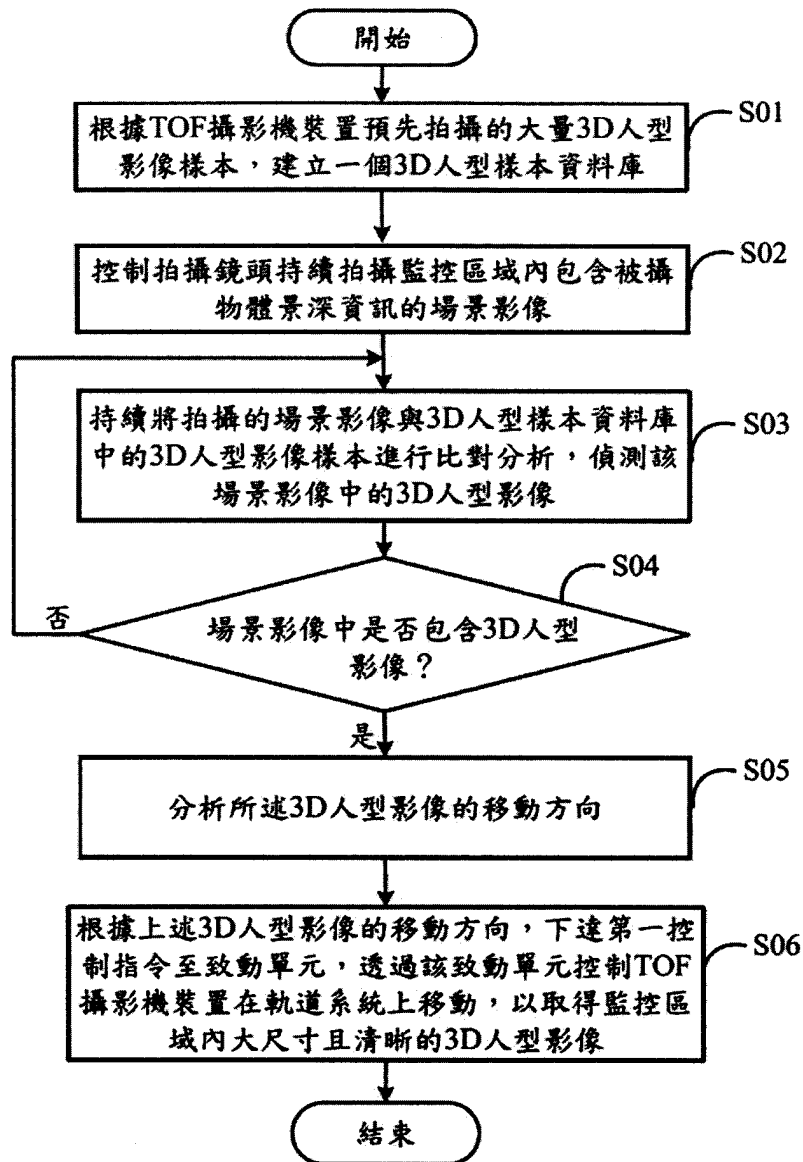 開始
根據TOF攝影機裝置預先拍攝的大量3D人型
影像樣本，建立一個3D人型樣本資料庫
S01
控制拍攝鏡頭持續拍攝監控區域內包含被攝
物體景深資訊的場景影像
S02
持續將拍攝的場景影像與3D人型樣本資料庫
中的3D人型影像樣本進行比對分析，偵測該
場景影像中的3D人型影像
S03
S04
場景影像中是否包含3D人型
影像？
否
是
分析所述3D人型影像的移動方向
S05
根據上述3D人型影像的移動方向，下達第一控
制指令至致動單元，透過該致動單元控制TOF
攝影機裝置在軌道系統上移動，以取得監控區
域內大尺寸且清晰的3D人型影像
S06
結束